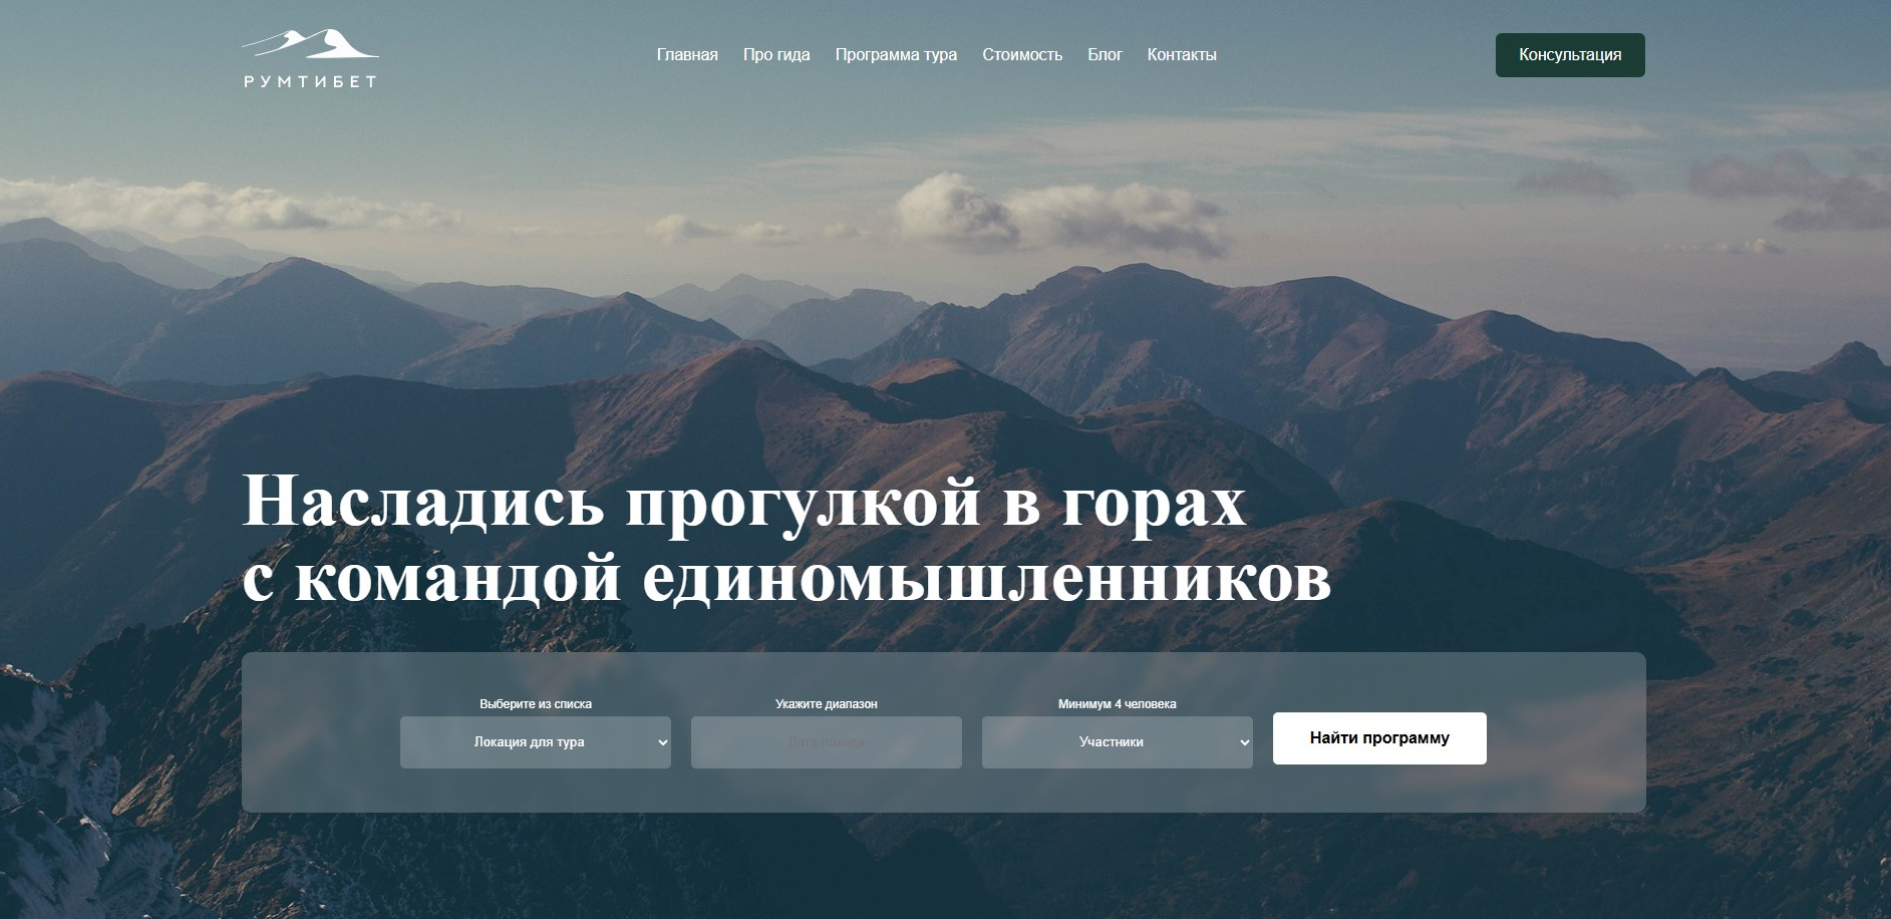 РУМТИБЕТ
Главная Про гида Программа тура Стоимость Блог Контакты
Консультация
Насладись прогулкой в горах
с командой единомышленников
Выберите из списка
Укажите диапазон
Минимум 4 человека
Локация для тура
Дата похода
Участники
Найти программу